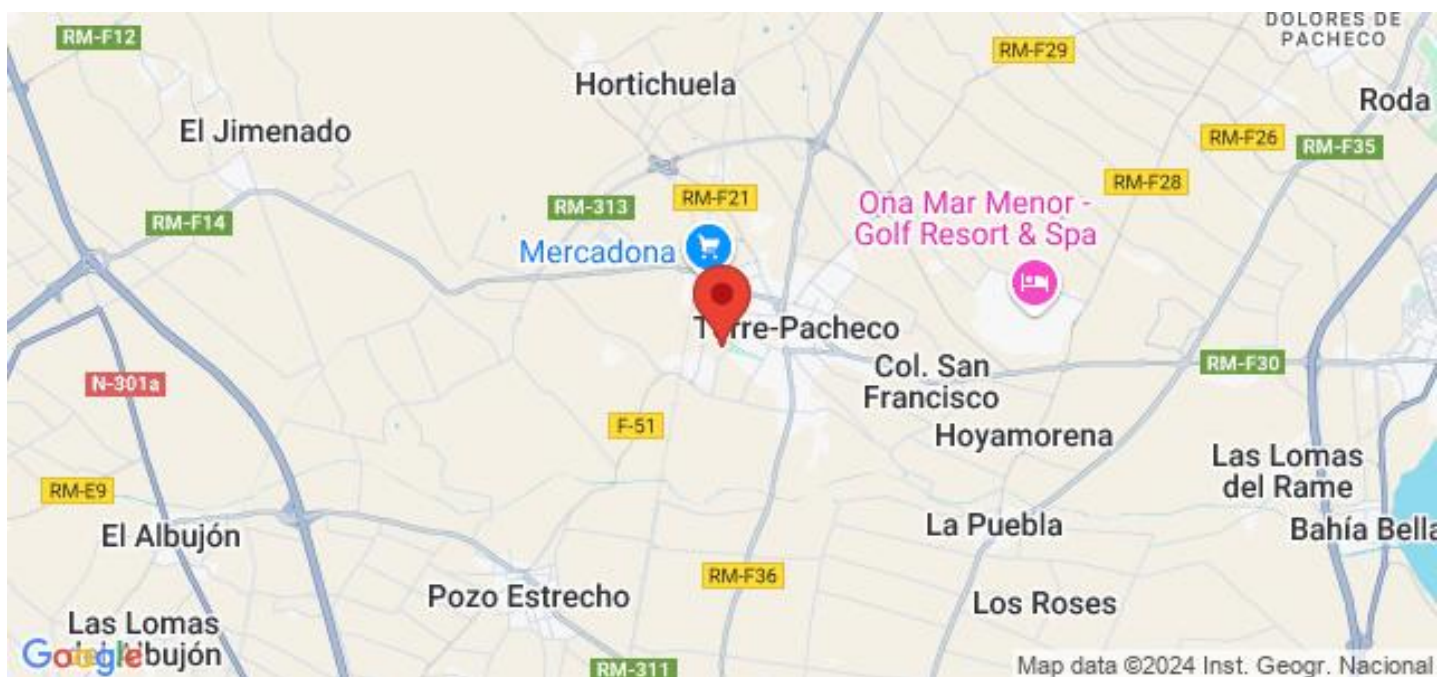 RM-F12
DOLORES DE
PACHECO
RM-F29
Hortichuela
Roda
El Jimenado
RM-F26
RM-F35
RM-F28
RM-F21
RM-313
Ona Mar Menor -
Golf Resort & Spa
RM-F14
Mercadona
Torre-Pacheco
Col. San
Francisco
RM-F30
N-301a
F-51
Hoyamorena
Las Lomas
del Rame
RM-E9
El Albujón
La Puebla
Bahía Bella
RM-F36
Pozo Estrecho
Los Roses
Las Lomas
del Albujón
Google
RM-311
Map data ©2024 Inst. Geogr. Nacional